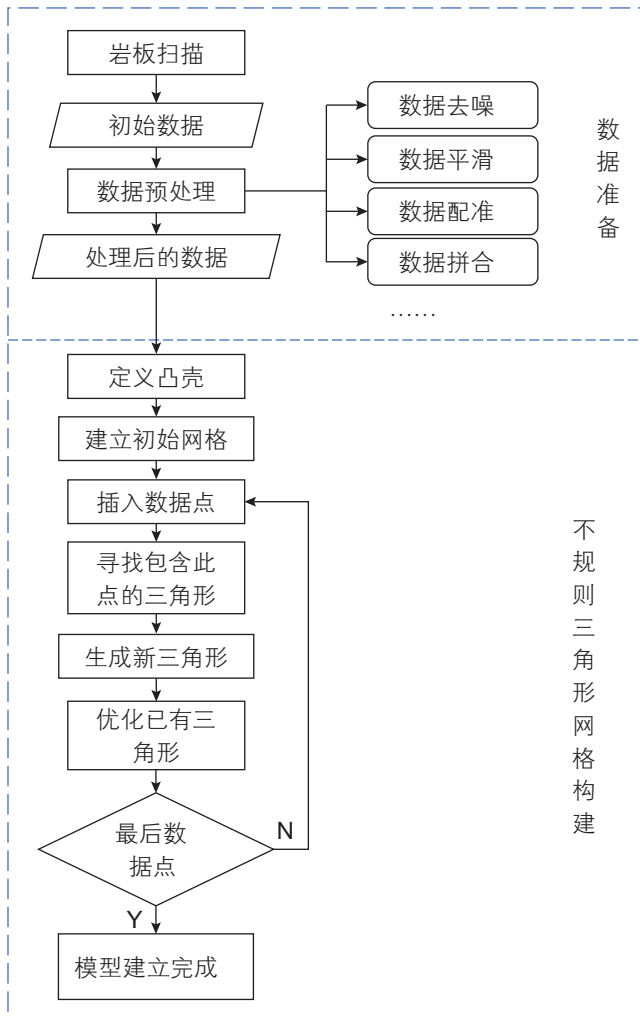 岩板扫描
初始数据
数据预处理
处理后的数据
数据去噪
数据平滑
数据配准
数据拼合
……
数据准备
定义凸壳
建立初始网格
插入数据点
寻找包含此
点的三角形
生成新三角形
优化已有三
角形
最后数
据点
N
Y
模型建立完成
不规则三角形网格构建